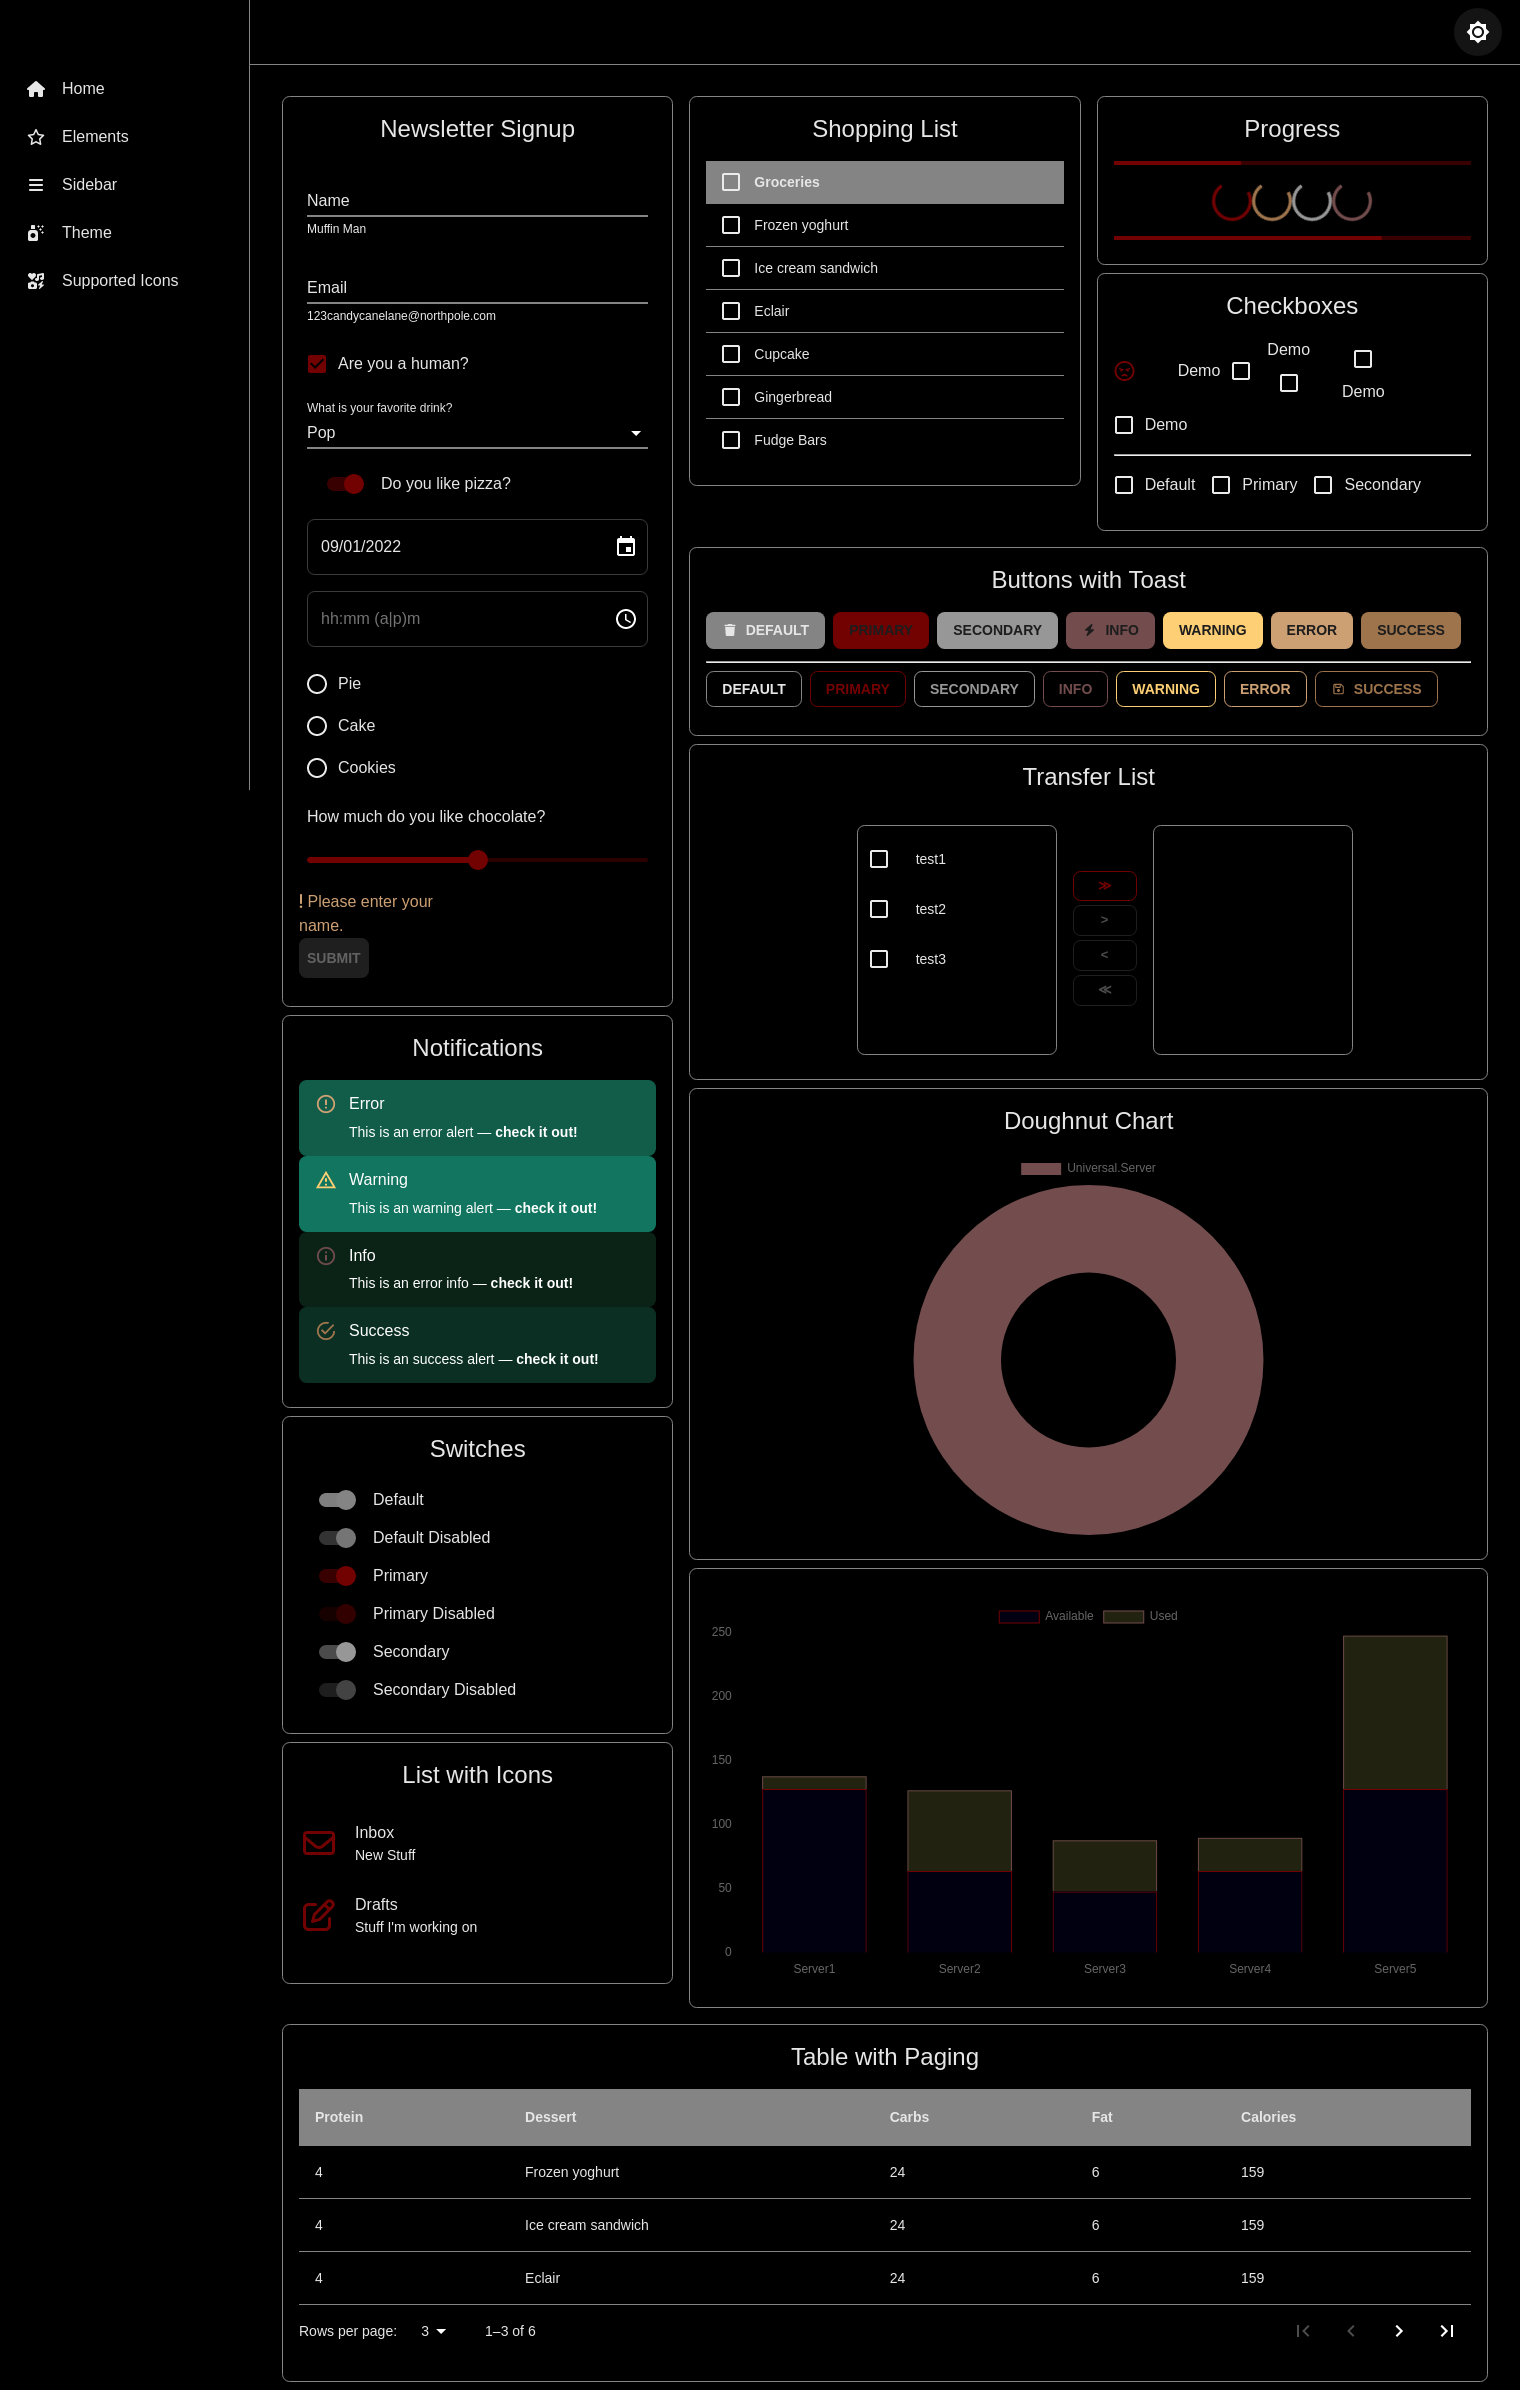 Home
Elements
Sidebar
Theme
Supported Icons
Newsletter Signup
Name
Muffin Man
Email
123candycanelane@northpole.com
Are you a human?
What is your favorite drink?
Pop
Do you like pizza?
09/01/2022
hh:mm (a|p)m
Pie
Cake
Cookies
How much do you like chocolate?
! Please enter your
name.
SUBMIT
Notifications
Error
This is an error alert — check it out!
Warning
This is an warning alert — check it out!
Info
This is an error info — check it out!
Success
This is an success alert — check it out!
Switches
Default
Default Disabled
Primary
Primary Disabled
Secondary
Secondary Disabled
List with Icons
Inbox
New Stuff
Drafts
Stuff I'm working on
Shopping List
Groceries
Frozen yoghurt
Ice cream sandwich
Eclair
Cupcake
Gingerbread
Fudge Bars
Progress
Checkboxes
Demo
Demo
Demo
Demo
Default Primary Secondary
Buttons with Toast
DEFAULT PRIMARY SECONDARY INFO WARNING ERROR SUCCESS
DEFAULT PRIMARY SECONDARY INFO WARNING ERROR SUCCESS
Transfer List
test1
test2
test3
≫
>
<
≪
Doughnut Chart
Universal.Server
Available Used
250
200
150
100
50
0
Server1 Server2 Server3 Server4 Server5
Table with Paging
Protein Dessert Carbs Fat Calories
4 Frozen yoghurt 24 6 159
4 Ice cream sandwich 24 6 159
4 Eclair 24 6 159
Rows per page: 3 1–3 of 6